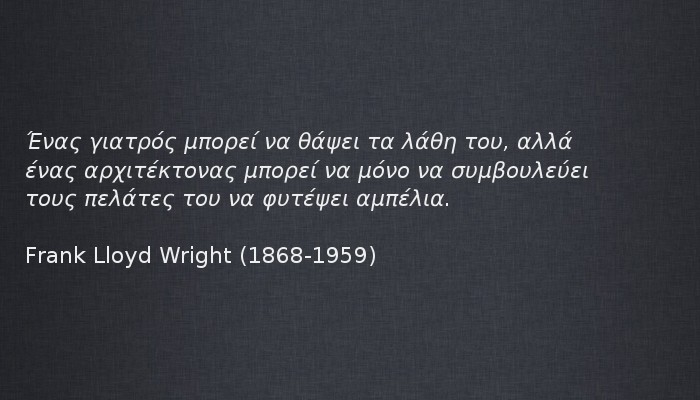 Ένας γιατρός μπορεί να θάψει τα λάθη του, αλλά
ένας αρχιτέκτονας μπορεί να μόνο να συμβουλεύει
τους πελάτες του να φυτέψει αμπέλια.
Frank Lloyd Wright (1868-1959)